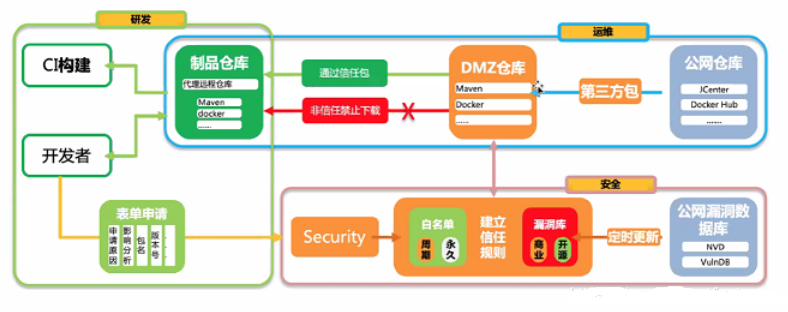 研发
运维
CI构建
制品仓库
代理远程仓库
Maven
docker
......
通过信任包
非信任禁止下载
DMZ仓库
Maven
Docker
......
第三方包
公网仓库
JCenter
Docker Hub
.......
开发者
安全
表单申请
申请原因
影响分析
包名
版本号
Security
白名单
周期
永久
建立
信任
规则
漏洞库
商业
开源
定时更新
公网漏洞数
据库
NVD
VulnDB